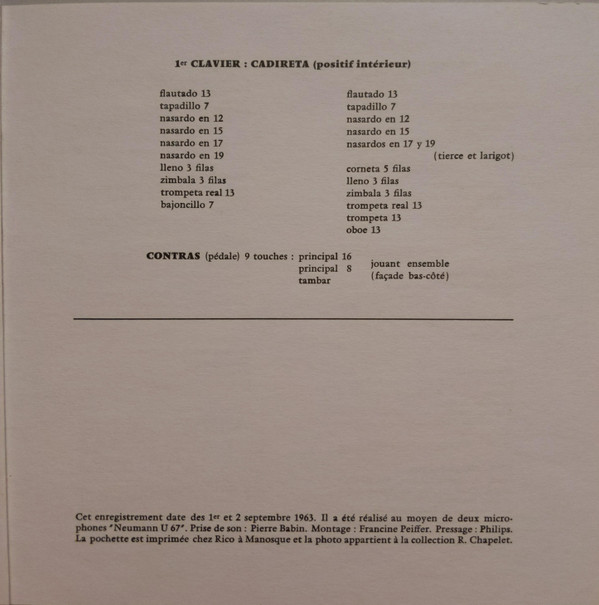 1er CLAVIER : CADIRETA (positif intérieur)
flautado 13
tapadillo 7
nasardo en 12
nasardo en 15
nasardo en 17
nasardo en 19
lleno 3 filas
zimbala 3 filas
trompeta real 13
bajoncillo 7
flautado 13
tapadillo 7
nasardo en 12
nasardo en 15
nasardos en 17 y 19
(tierce et larigot)
corneta 5 filas
lleno 3 filas
zimbala 3 filas
trompeta real 13
trompeta 13
oboe 13
CONTRAS (pédale) 9 touches : principal 16
principal 8
tambar
jouant ensemble
(façade bas-côté)
Cet enregistrement date des 1er et 2 septembre 1963. Il a été réalisé au moyen de deux micro-
phones "Neumann U 67". Prise de son : Pierre Babin. Montage : Francine Peiffer. Pressage : Philips.
La pochette est imprimée chez Rico à Manosque et la photo appartient à la collection R. Chapelet.